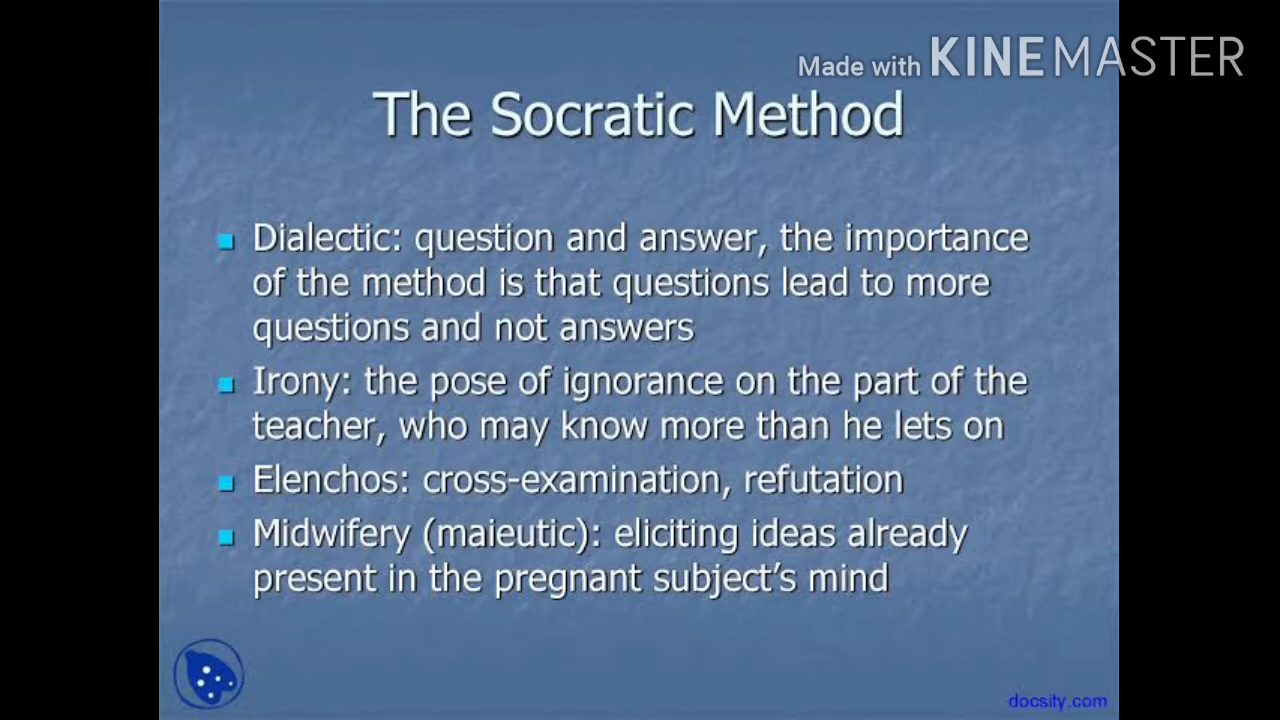 Made with KINEMASTER
The Socratic Method
Dialectic: question and answer, the importance
of the method is that questions lead to more
questions and not answers
Irony: the pose of ignorance on the part of the
teacher, who may know more than he lets on
Elenchos: cross-examination, refutation
Midwifery (maieutic): eliciting ideas already
present in the pregnant subject's mind
docsity.com